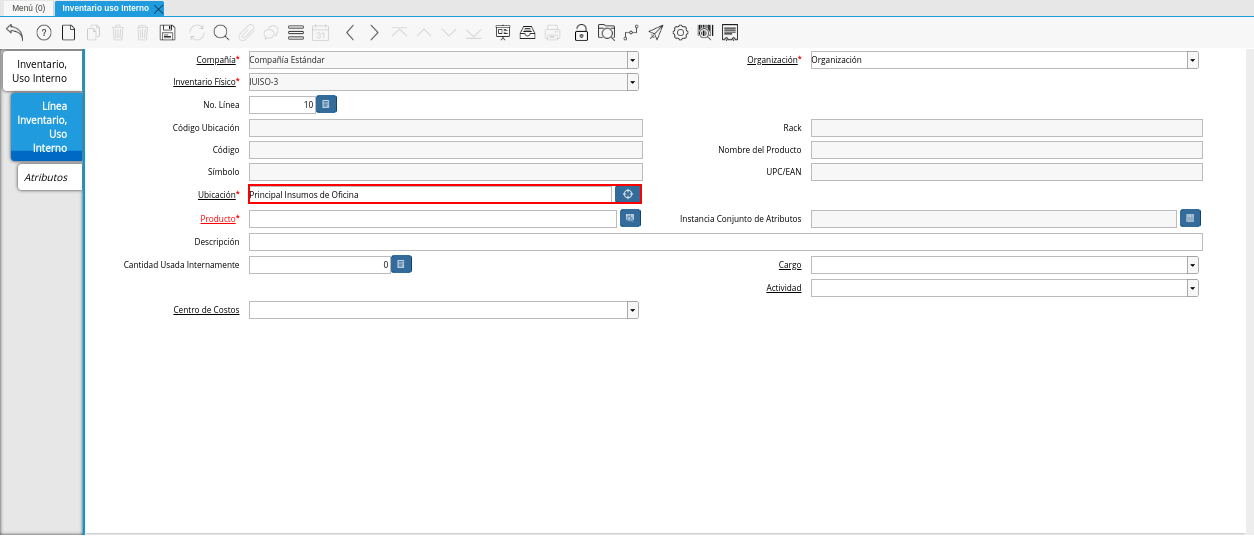 Menú (0) Inventario uso Interno
Inventario,
Uso Interno
Línea
Inventario,
Uso
Interno
Atributos
Compañía* Compañía Estándar Organización* Organización
Inventario Físico* IUISO-3
No. Línea 10
Código Ubicación Rack
Código Nombre del Producto
Símbolo UPC/EAN
Ubicación* Principal Insumos de Oficina
Producto* Instancia Conjunto de Atributos
Descripción
Cantidad Usada Internamente 0 Cargo
Actividad
Centro de Costos